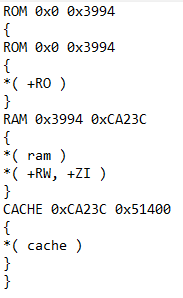 ROM 0x0 0x3994
{
ROM 0x0 0x3994
{
*( +RO )
}
RAM 0x3994 0xCA23C
{
*( ram )
*( +RW, +ZI )
}
CACHE 0xCA23C 0x51400
{
*( cache )
}
}